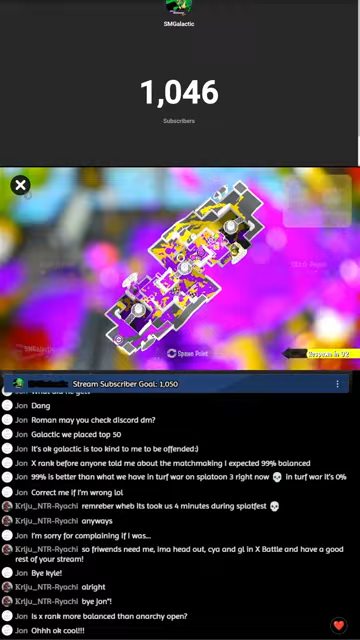 SMGalactic
1,046
Subscribers
Spawn Point
Respawn in
Stream Subscriber Goal: 1,050
Jon Dang
Jon Roman may you check discord dm?
Jon Galactic we placed top 50
Jon It's ok galactic is too kind to me to be offended:)
Jon X rank before anyone told me about the matchmaking I expected 99% balanced
Jon 99% is better than what we have in turf war on splatoon 3 right now 💀 in turf war it's 0%
Jon Correct me if I'm wrong lol
Krlju_NTR-Ryachi remreber wheb its took us 4 minutes during splatfest 💀
Krlju_NTR-Ryachi anyways
Jon I'm sorry for complaining if I was...
Krlju_NTR-Ryachi so friwends need me, ima head out, cya and gl in X Battle and have a good
rest of your stream!
Jon Bye kyle!
Krlju_NTR-Ryachi alright
Krlju_NTR-Ryachi bye jon"!
Jon Is x rank more balanced than anarchy open?
Jon Ohhh ok cool!!!